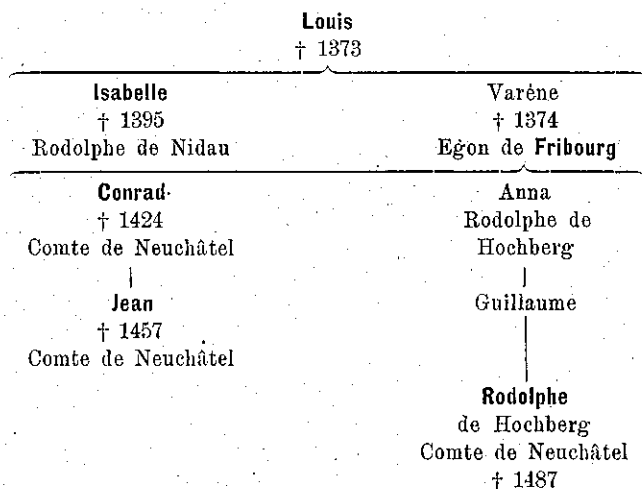 Louis
† 1373
Isabelle
† 1395
Rodolphe de Nidau
Varène
† 1374
Egon de Fribourg
Conrad
† 1424
Comte de Neuchâtel
Anna
Rodolphe de
Hochberg
Jean
† 1457
Comte de Neuchâtel
Guillaume
Rodolphe
de Hochberg
Comte de Neuchâtel
† 1487